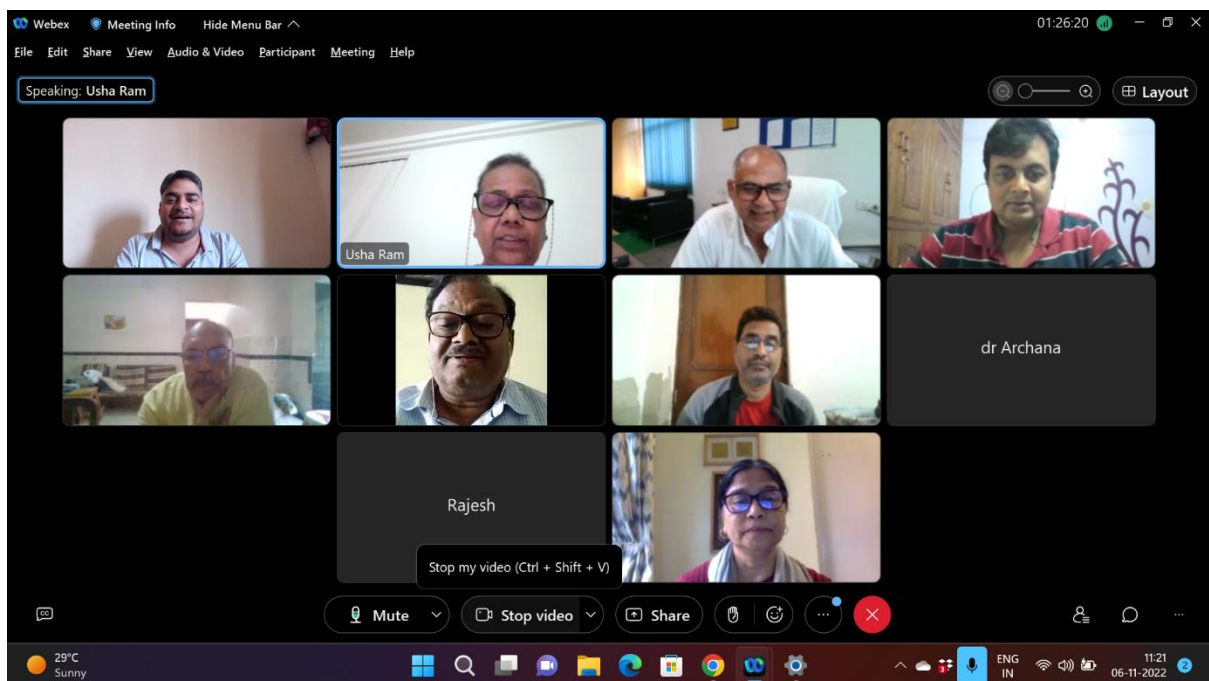 Webex Meeting Info Hide Menu Bar 01:26:20
File Edit Share View Audio & Video Participant Meeting Help
Speaking: Usha Ram Layout
Usha Ram
dr Archana
Rajesh
Stop my video (Ctrl + Shift + V)
CC Mute Stop video Share
29°C
Sunny
ENG
IN
11:21
06-11-2022
2